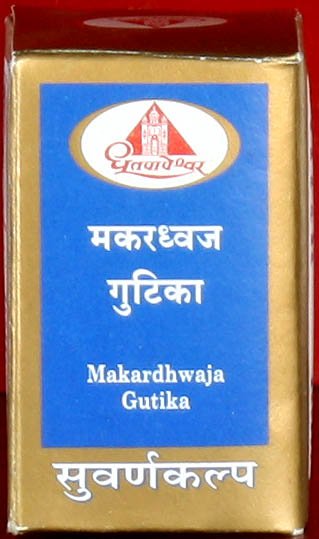 धूतपापेश्वर
मकरध्वज
गुटिका
Makardhwaja
Gutika
सुवर्णकल्प